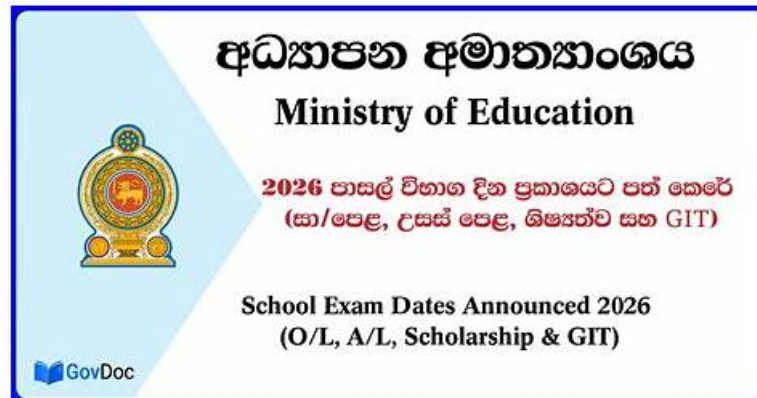 අධ්‍යාපන අමාත්‍යාංශය
Ministry of Education
2026 පාසල් විභාග දින ප්‍රකාශයට පත් කෙරේ
(සා/පෙළ, උසස් පෙළ, ශිෂ්‍යත්ව සහ GIT)
School Exam Dates Announced 2026
(O/L, A/L, Scholarship & GIT)
GovDoc